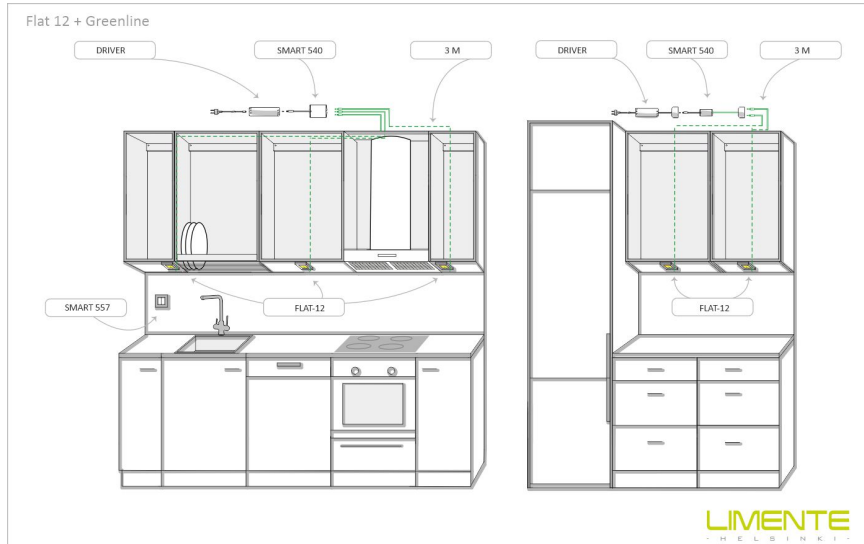 Flat 12 + Greenline
DRIVER
SMART 540
3 M
DRIVER
SMART 540
3 M
SMART 557
FLAT-12
FLAT-12
LIMENTE
· HELSINKI ·